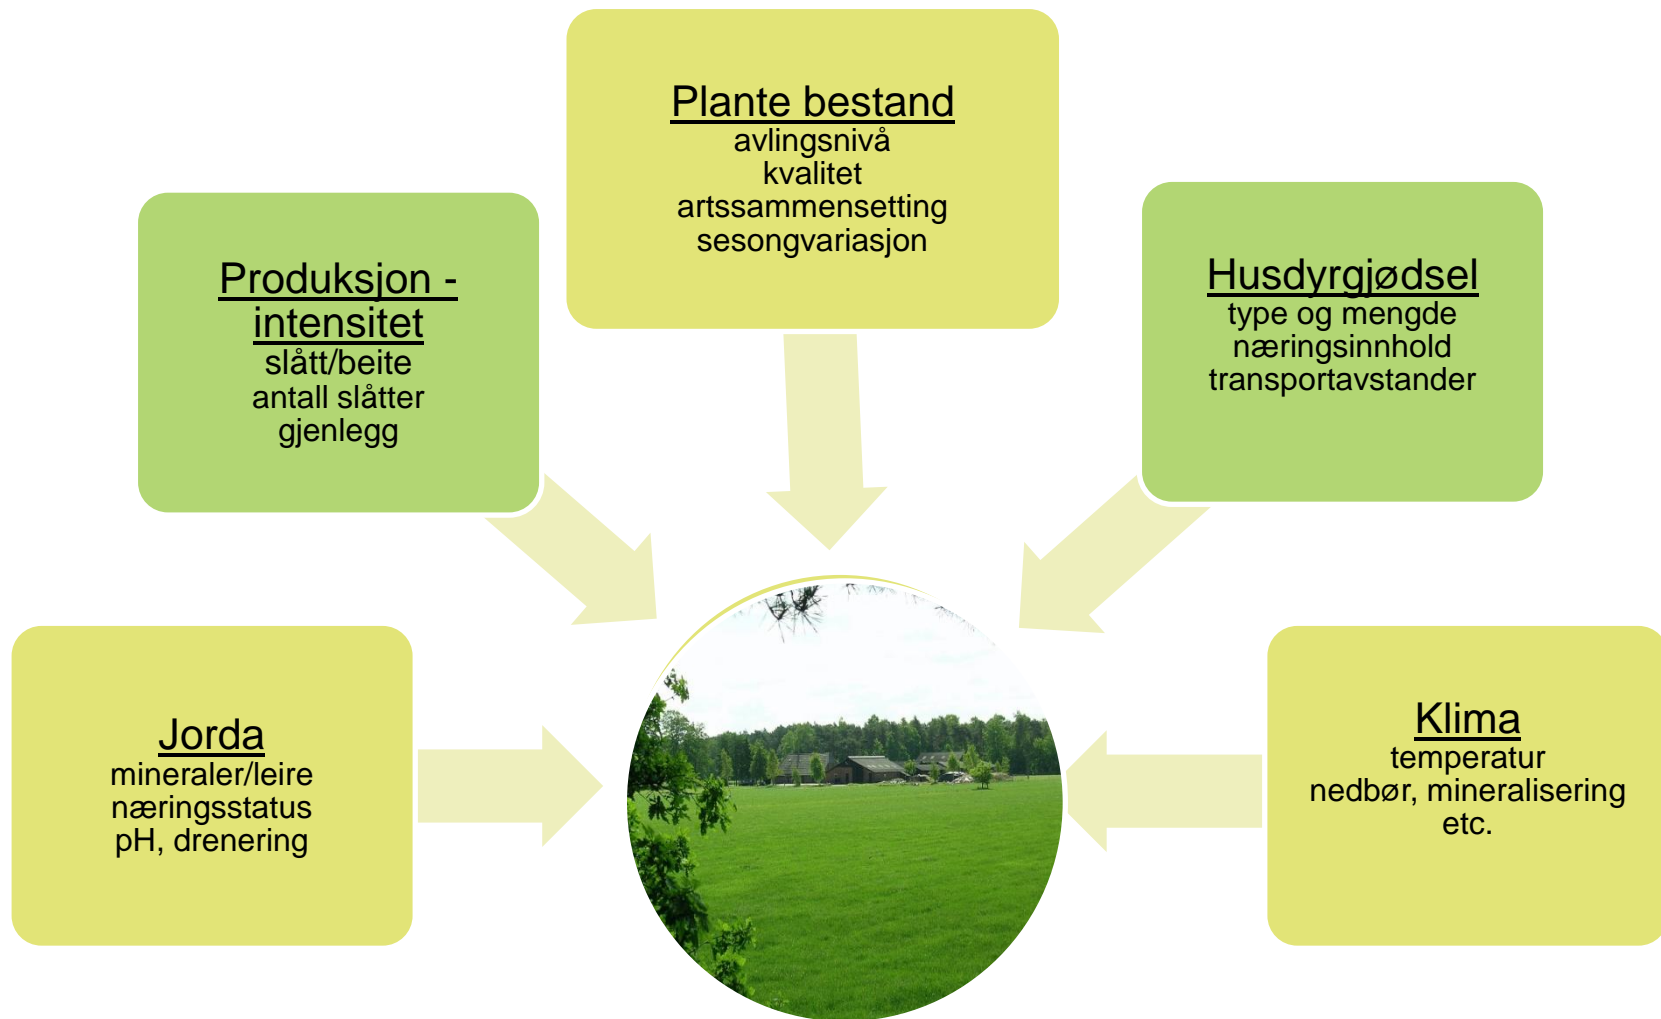 Plante bestand
avlingsnivå
kvalitet
artssammensetting
sesongvariasjon
Produksjon -
intensitet
slått/beite
antall slåtter
gjenlegg
Husdyrgjødsel
type og mengde
næringsinnhold
transportavstander
Jorda
mineraler/leire
næringsstatus
pH, drenering
Klima
temperatur
nedbør, mineralisering
etc.